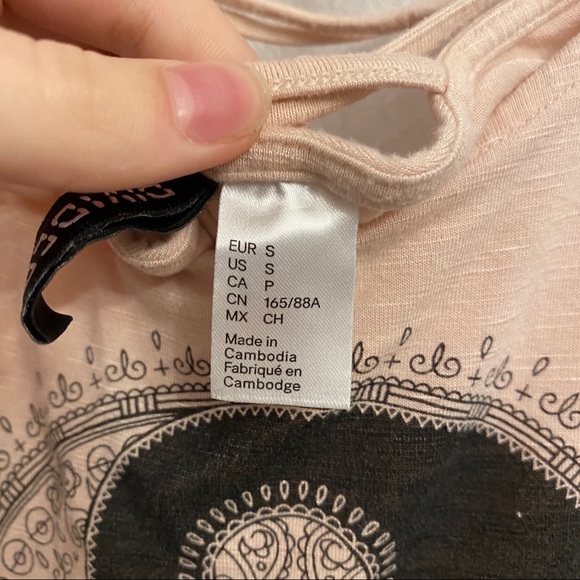 EUR S
US S
CA P
CN 165/88A
MX CH
Made in
Cambodia
Fabriqué en
Cambodge